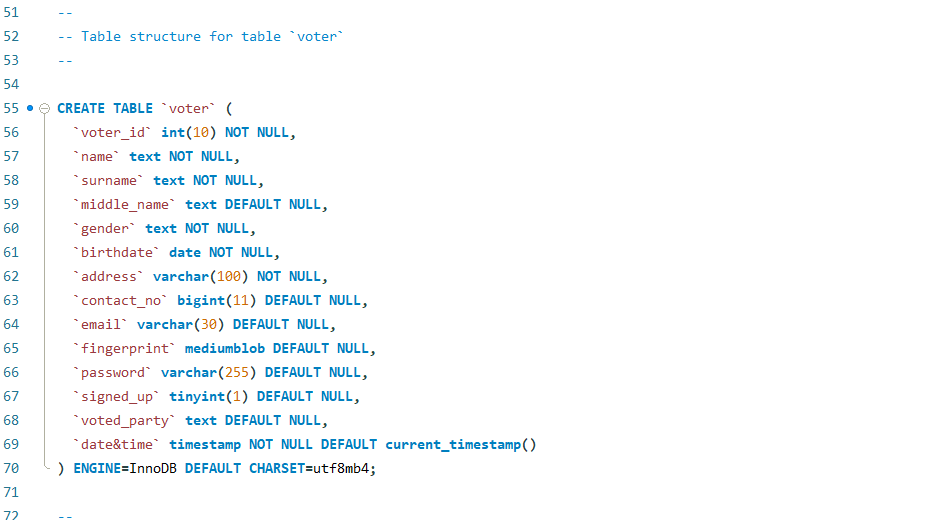 51 --
52 -- Table structure for table `voter`
53 --
54
55 CREATE TABLE `voter` (
56 `voter_id` int(10) NOT NULL,
57 `name` text NOT NULL,
58 `surname` text NOT NULL,
59 `middle_name` text DEFAULT NULL,
60 `gender` text NOT NULL,
61 `birthdate` date NOT NULL,
62 `address` varchar(100) NOT NULL,
63 `contact_no` bigint(11) DEFAULT NULL,
64 `email` varchar(30) DEFAULT NULL,
65 `fingerprint` mediumblob DEFAULT NULL,
66 `password` varchar(255) DEFAULT NULL,
67 `signed_up` tinyint(1) DEFAULT NULL,
68 `voted_party` text DEFAULT NULL,
69 `date&time` timestamp NOT NULL DEFAULT current_timestamp()
70 ) ENGINE=InnoDB DEFAULT CHARSET=utf8mb4;
71
72 --